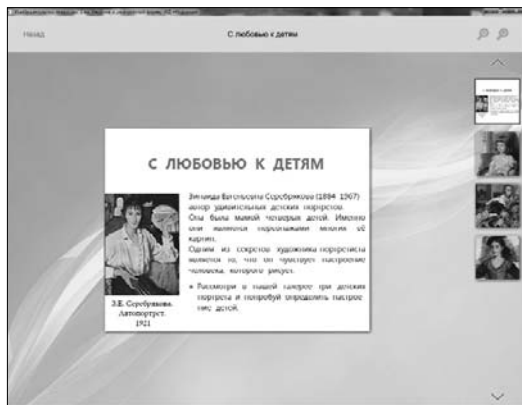 Назад
С любовью к детям
С ЛЮБОВЬЮ К ДЕТЯМ
Зинаида Евгеньевна Серебрякова (1884–1967)
автор удивительных детских портретов.
Она была мамой четверых детей. Именно
они являются персонажами многих её
картин.
Одним из секретов художника-портретиста
является то, что он чувствует настроение
человека, которого рисует.
• Рассмотри в нашей галерее три детских
портрета и попробуй определить настрое-
ние детей.
З.Е. Серебрякова.
Автопортрет.
1921